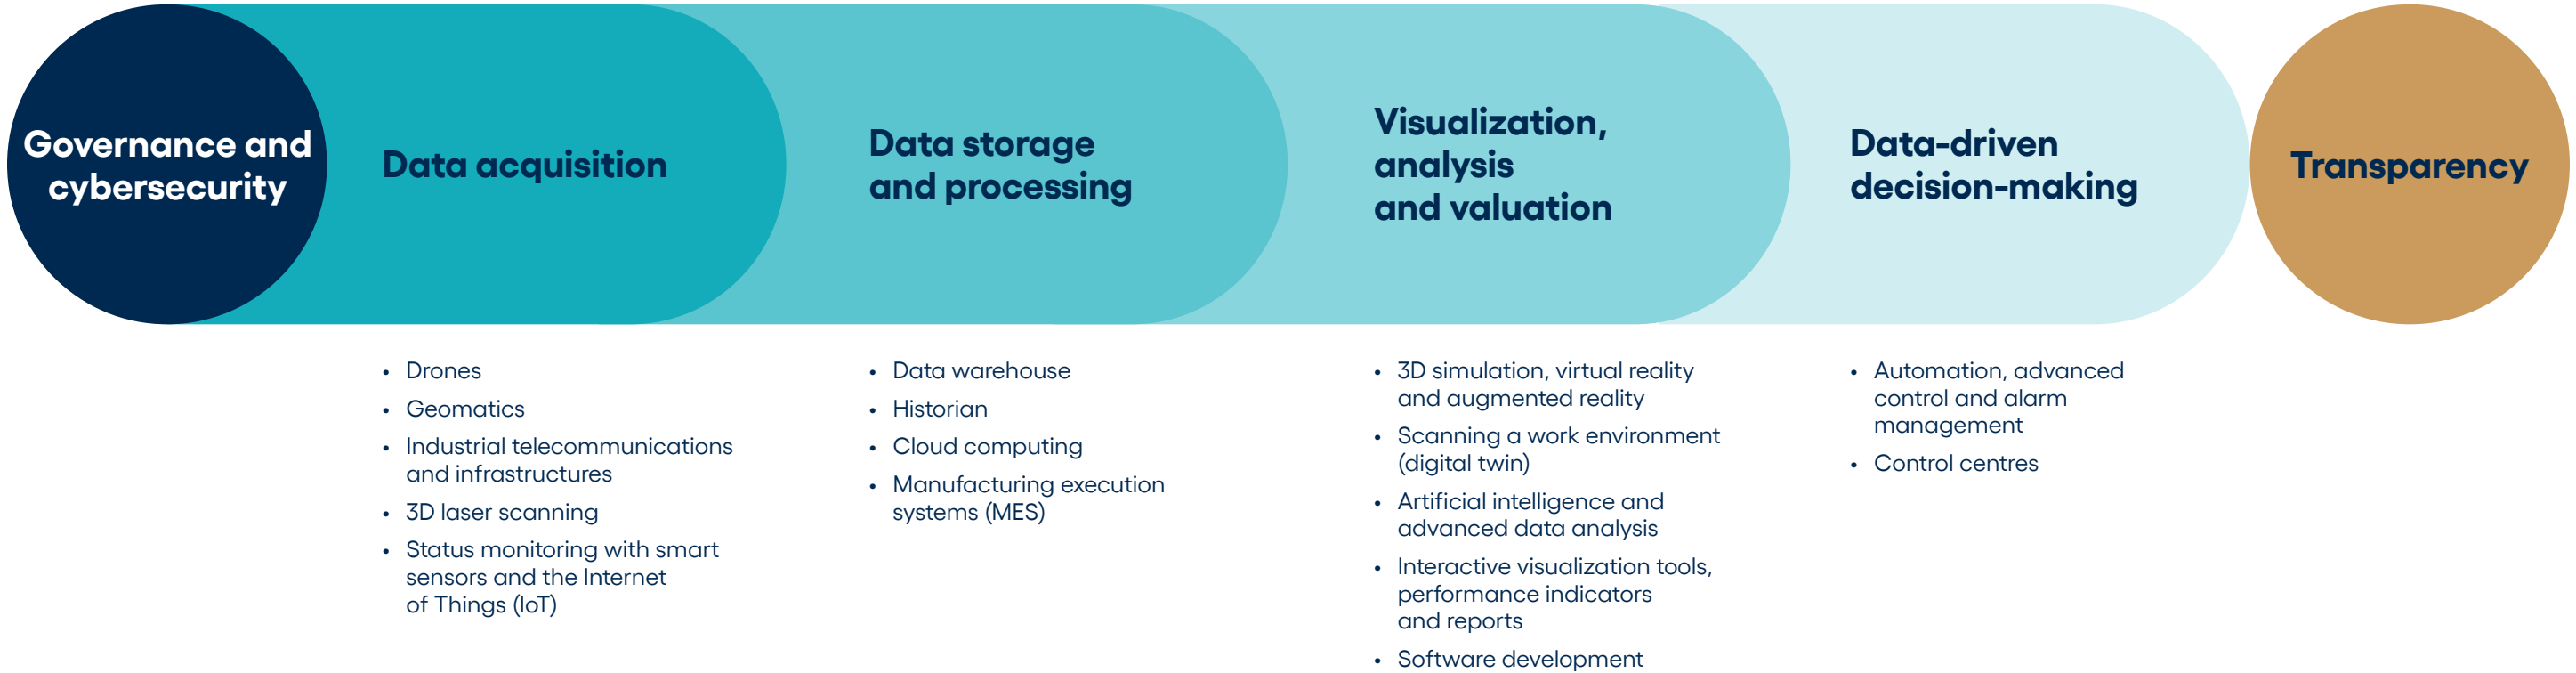 Governance and
cybersecurity
Data acquisition
Data storage
and processing
Visualization,
analysis
and valuation
Data-driven
decision-making
Transparency
• Drones
• Geomatics
• Industrial telecommunications
and infrastructures
• 3D laser scanning
• Status monitoring with smart
sensors and the Internet
of Things (IoT)
• Data warehouse
• Historian
• Cloud computing
• Manufacturing execution
systems (MES)
• 3D simulation, virtual reality
and augmented reality
• Scanning a work environment
(digital twin)
• Artificial intelligence and
advanced data analysis
• Interactive visualization tools,
performance indicators
and reports
• Software development
• Automation, advanced
control and alarm
management
• Control centres